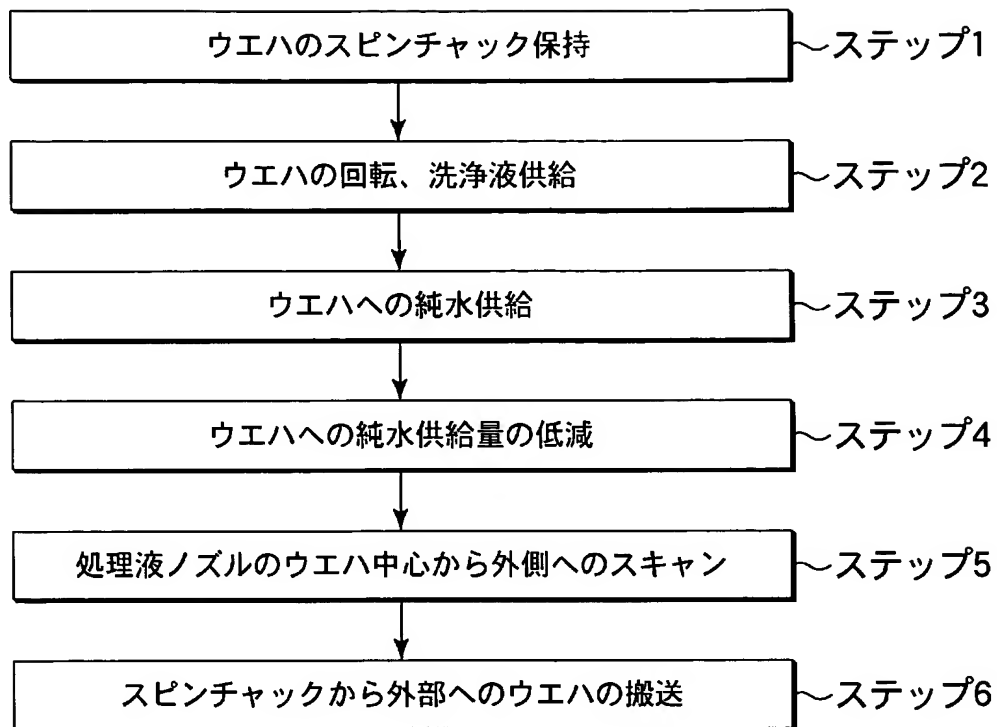 ウエハのスピンチャック保持 ステップ1
ウエハの回転、洗浄液供給 ステップ2
ウエハへの純水供給 ステップ3
ウエハへの純水供給量の低減 ステップ4
処理液ノズルのウエハ中心から外側へのスキャン ステップ5
スピンチャックから外部へのウエハの搬送 ステップ6